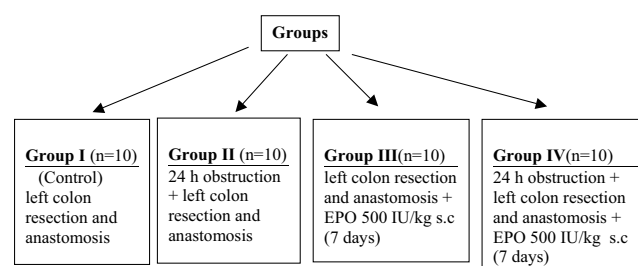 Groups
Group I (n=10)
(Control)
left colon
resection and
anastomosis
Group II (n=10)
24 h obstruction
+ left colon
resection and
anastomosis
Group III(n=10)
left colon resection
and anastomosis +
EPO 500 IU/kg s.c
(7 days)
Group IV(n=10)
24 h obstruction +
left colon resection
and anastomosis +
EPO 500 IU/kg s.c
(7 days)